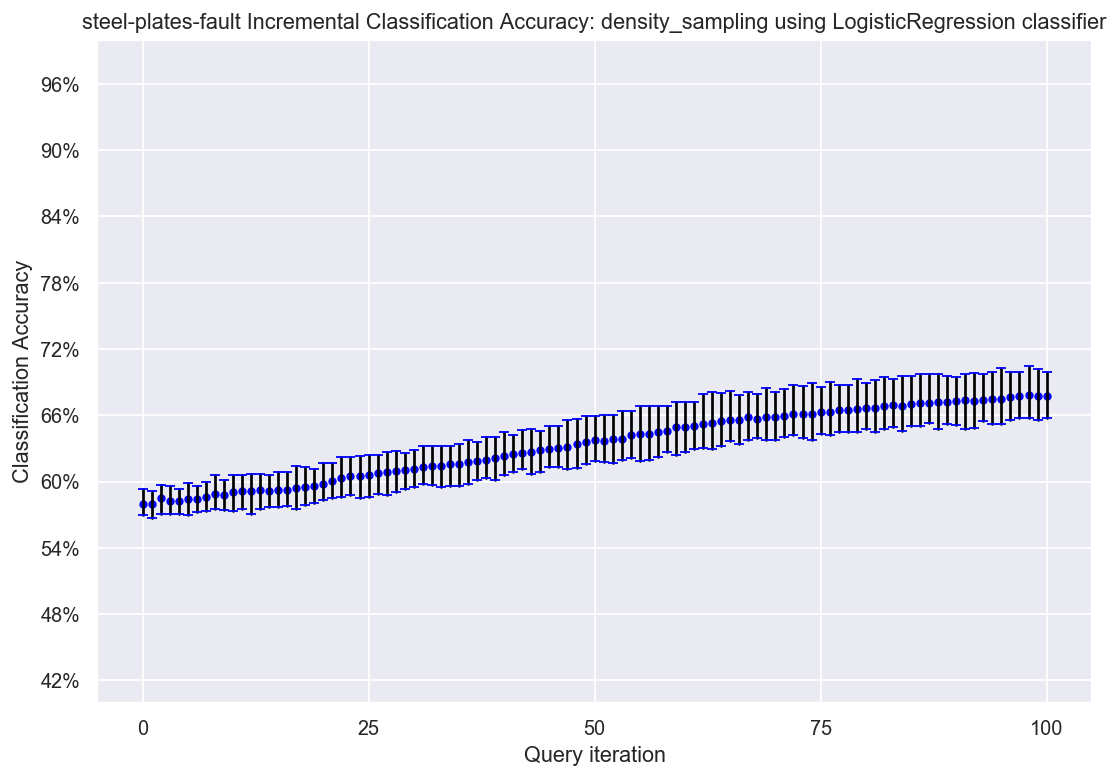 steel-plates-fault Incremental Classification Accuracy: density_sampling using LogisticRegression classifier
96%
90%
84%
78%
72%
66%
60%
54%
48%
42%
Classification Accuracy
0 25 50 75 100
Query iteration